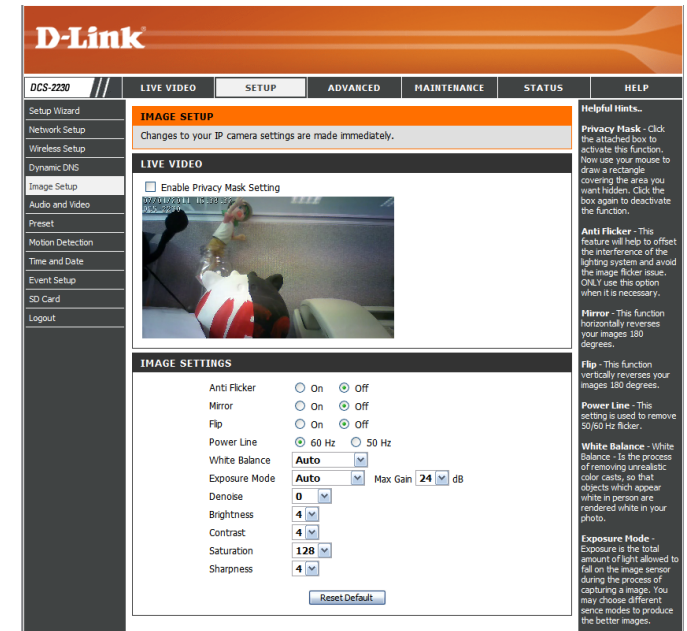 D-Link
DCS-2230
LIVE VIDEO
SETUP
ADVANCED
MAINTENANCE
STATUS
HELP
Setup Wizard
Network Setup
Wireless Setup
Dynamic DNS
Image Setup
Audio and Video
Preset
Motion Detection
Time and Date
Event Setup
SD Card
Logout
IMAGE SETUP
Changes to your IP camera settings are made immediately.
LIVE VIDEO
Enable Privacy Mask Setting
DCS-2230
IMAGE SETTINGS
Anti Flicker On Off
Mirror On Off
Flip On Off
Power Line 60 Hz 50 Hz
White Balance Auto
Exposure Mode Auto Max Gain 24 dB
Denoise 0
Brightness 4
Contrast 4
Saturation 128
Sharpness 4
Reset Default
Helpful Hints..
Privacy Mask - Click
the attached box to
activate this function.
Now use your mouse to
draw a rectangle
covering the area you
want hidden. Click the
box again to deactivate
the function.
Anti Flicker - This
feature will help to offset
the interference of the
lighting system and avoid
the image flicker issue.
ONLY use this option
when it is necessary.
Mirror - This function
horizontally reverses
your images 180
degrees.
Flip - This function
vertically reverses your
images 180 degrees.
Power Line - This
setting is used to remove
50/60 Hz flicker.
White Balance - White
Balance - Is the process
of removing unrealistic
color casts, so that
objects which appear
white in person are
rendered white in your
photo.
Exposure Mode -
Exposure is the total
amount of light allowed to
fall on the image sensor
during the process of
capturing a image. You
may choose different
sence modes to produce
the better images.